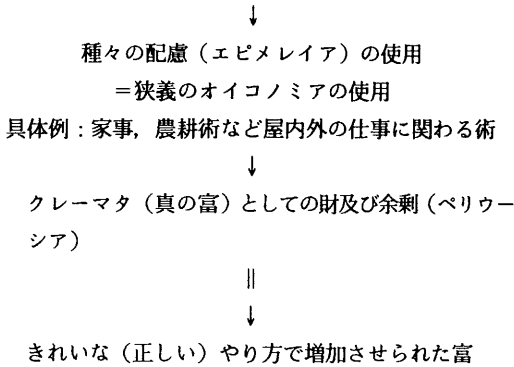 ↓
種々の配慮（エピメレイア）の使用
＝狭義のオイコノミアの使用
具体例：家事，農耕術など屋内外の仕事に関わる術
↓
クレーマタ（真の富）としての財及び余剰（ペリウー
シア）
‖
↓
きれいな（正しい）やり方で増加させられた富